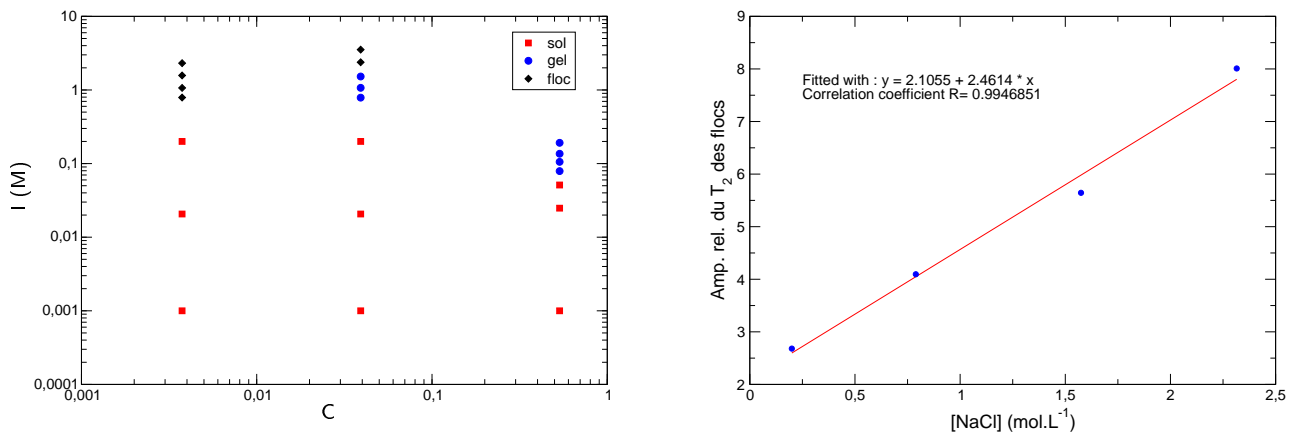 10
1
0,1
0,01
0,001
0,0001
I (M)
0,001
0,01
0,1
1
C
sol
gel
floc
9
8
7
6
5
4
3
2
Amp. rel. du T2 des flocs
Fitted with : y = 2.1055 + 2.4614 * x
Correlation coefficient R= 0.9946851
0
0,5
1
1,5
2
2,5
[NaCl] (mol.L-1)